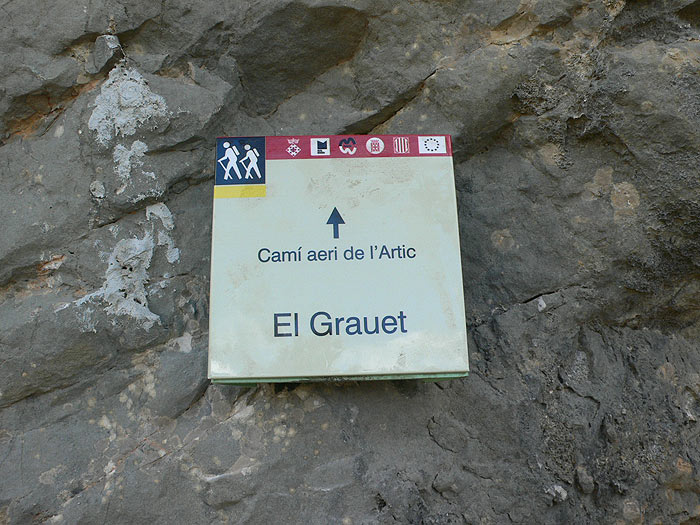 Camí aeri de l'Artic
El Grauet